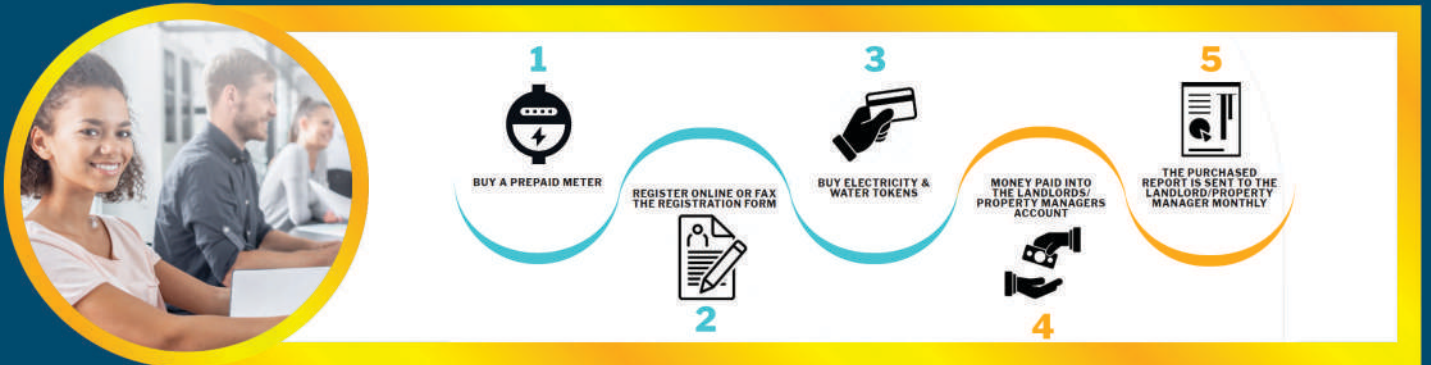 1
BUY A PREPAID METER
REGISTER ONLINE OR FAX
THE REGISTRATION FORM
2
3
BUY ELECTRICITY &
WATER TOKENS
MONEY PAID INTO
THE LANDLORDS/
PROPERTY MANAGERS
ACCOUNT
4
5
THE PURCHASED
REPORT IS SENT TO THE
LANDLORD/PROPERTY
MANAGER MONTHLY